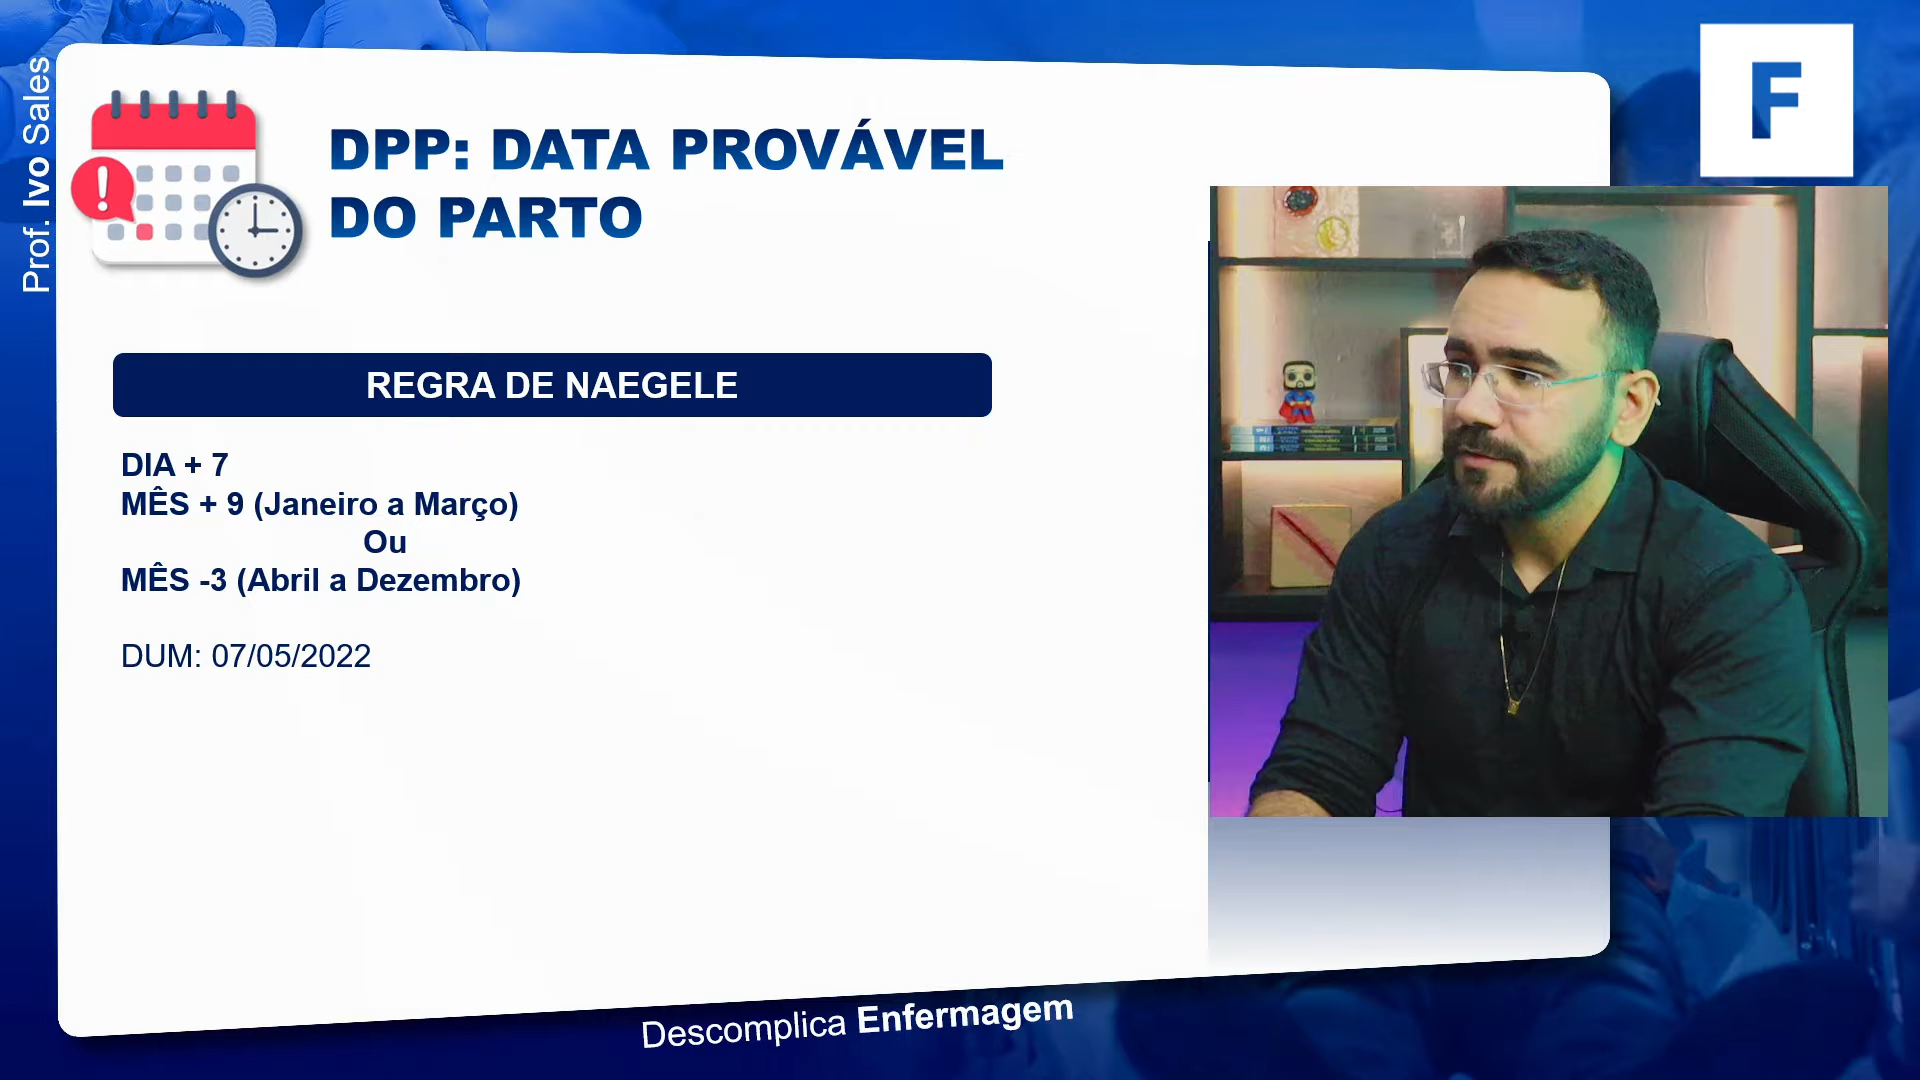 Prof. Ivo Sales
F
DPP: DATA PROVÁVEL
DO PARTO
REGRA DE NAEGELE
DIA + 7
MÊS + 9 (Janeiro a Março)
Ou
MÊS -3 (Abril a Dezembro)
DUM: 07/05/2022
Descomplica Enfermagem